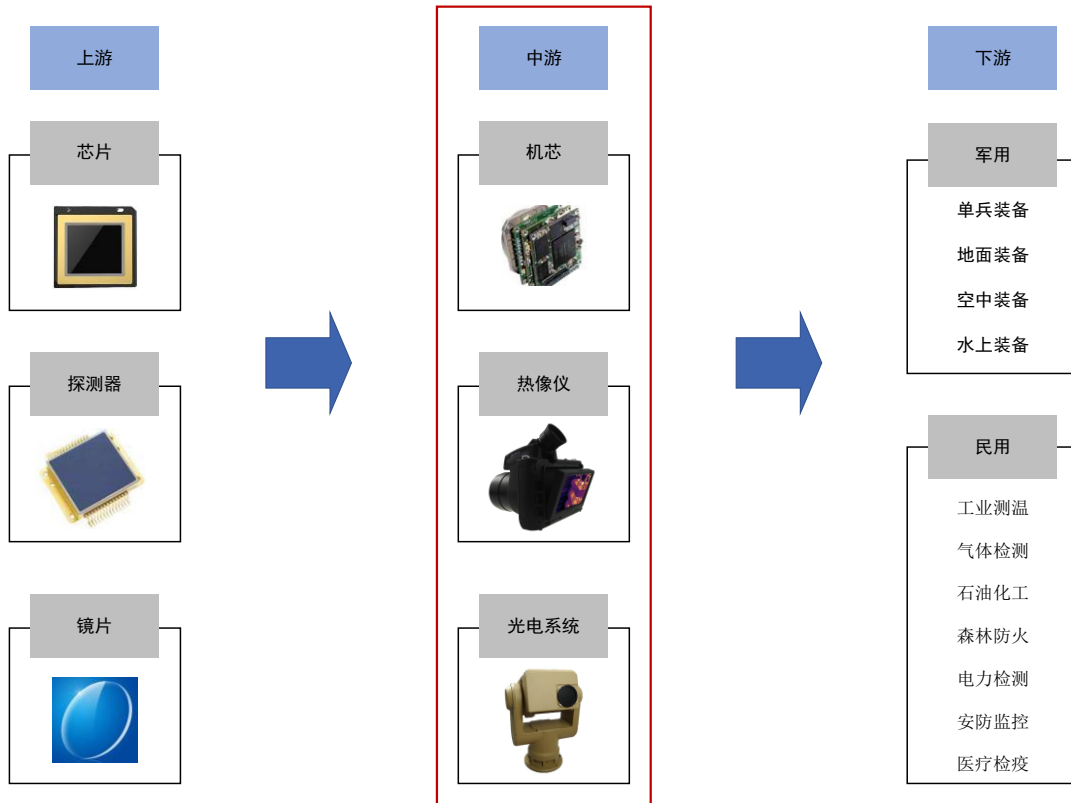 上游
芯片
探测器
镜片
中游
机芯
热像仪
光电系统
下游
军用
单兵装备
地面装备
空中装备
水上装备
民用
工业测温
气体检测
石油化工
森林防火
电力检测
安防监控
医疗检疫